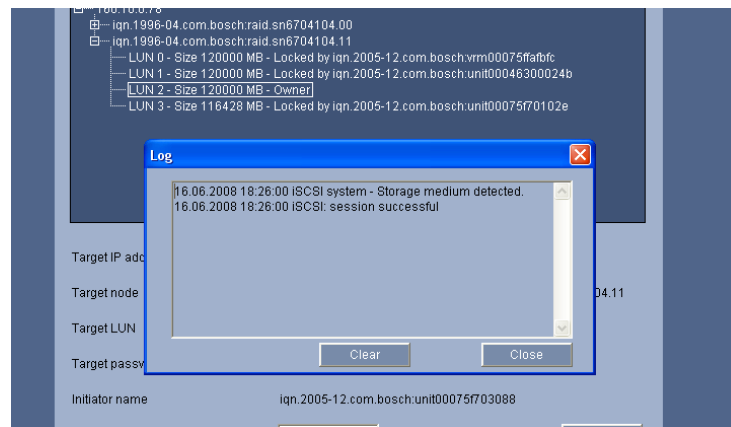 iqn.1996-04.com.bosch:raid.sn6704104.00
iqn.1996-04.com.bosch:raid.sn6704104.11
LUN 0 - Size 120000 MB - Locked by iqn.2005-12.com.bosch:vrm00075ffafbfc
LUN 1 - Size 120000 MB - Locked by iqn.2005-12.com.bosch:unit00046300024b
LUN 2 - Size 120000 MB - Owner
LUN 3 - Size 116428 MB - Locked by iqn.2005-12.com.bosch:unit00075f70102e
Log
16.06.2008 18:26:00 iSCSI system - Storage medium detected.
16.06.2008 18:26:00 iSCSI: session successful
Target IP add
Target node
04.11
Target LUN
Target passw
Clear
Close
Initiator name
iqn.2005-12.com.bosch:unit00075f703088